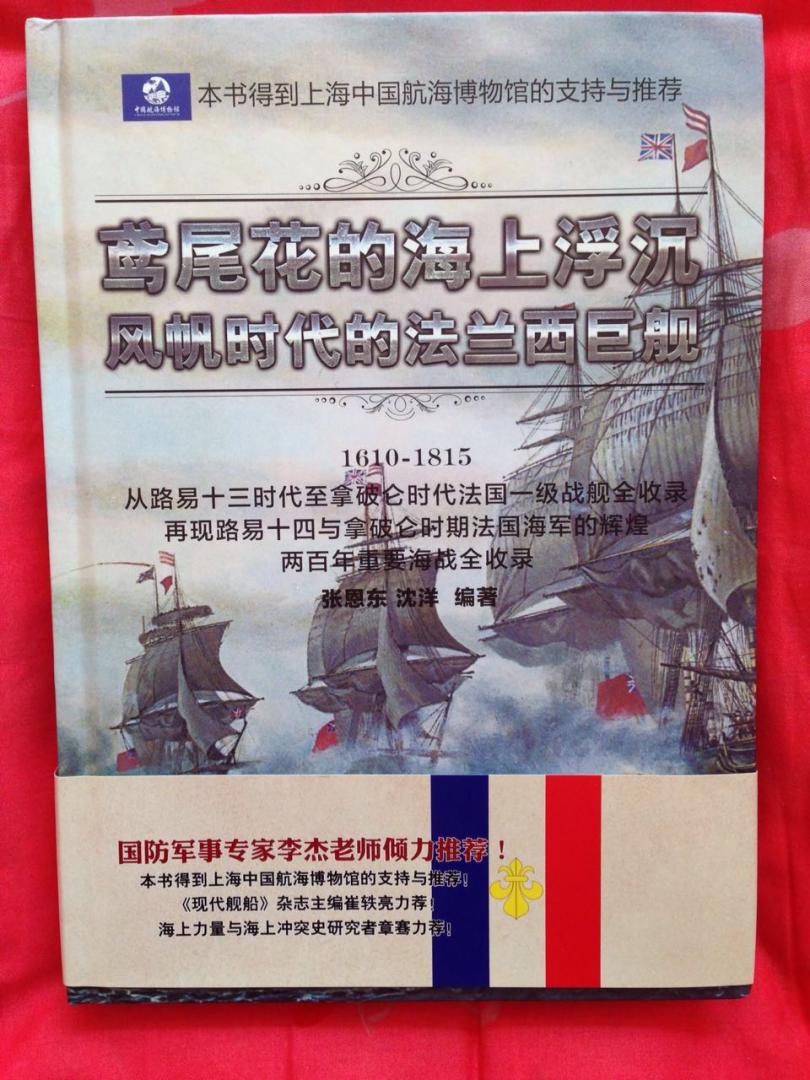 中国航海博物馆
本书得到上海中国航海博物馆的支持与推荐
鸢尾花的海上浮沉
风帆时代的法兰西巨舰
1610-1815
从路易十三时代至拿破仑时代法国一级战舰全收录
再现路易十四与拿破仑时期法国海军的辉煌
两百年重要海战全收录
张恩东 沈洋 编著
国防军事专家李杰老师倾力推荐！
本书得到上海中国航海博物馆的支持与推荐！
《现代舰船》杂志主编崔轶亮力荐！
海上力量与海上冲突史研究者章骞力荐！